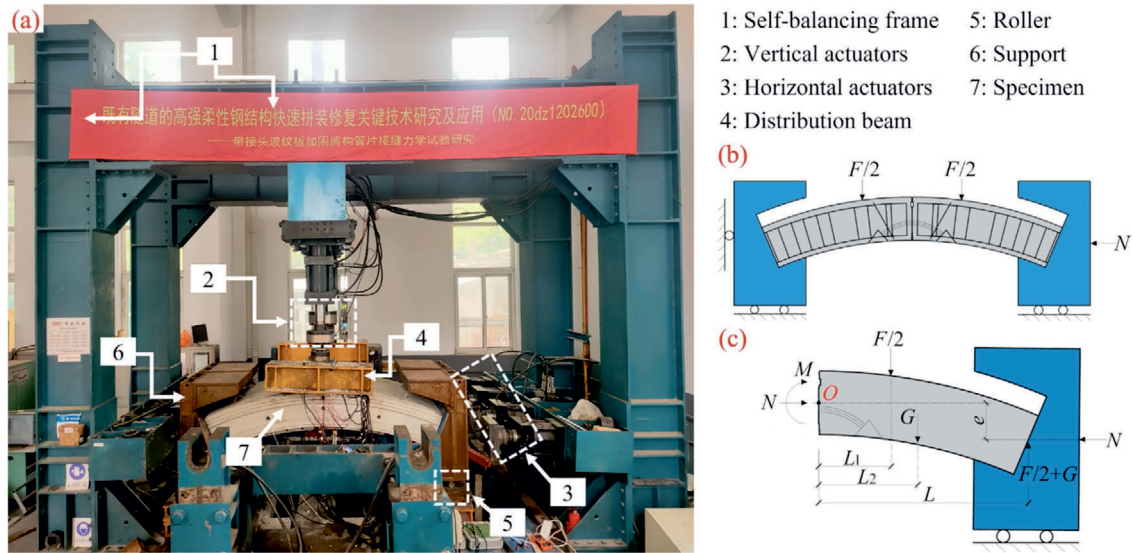 (a)
1
既有隧道的高强柔性钢结构快速拼装修复关键技术研究及应用（NO.20dz1202600）
——带接头波纹板加固盾构管片接缝力学试验研究
2
4
6
7
3
5
1: Self-balancing frame
2: Vertical actuators
3: Horizontal actuators
4: Distribution beam
5: Roller
6: Support
7: Specimen
(b)
F/2
F/2
N
(c)
F/2
M
O
N
G
e
N
L1
F/2+G
L2
L